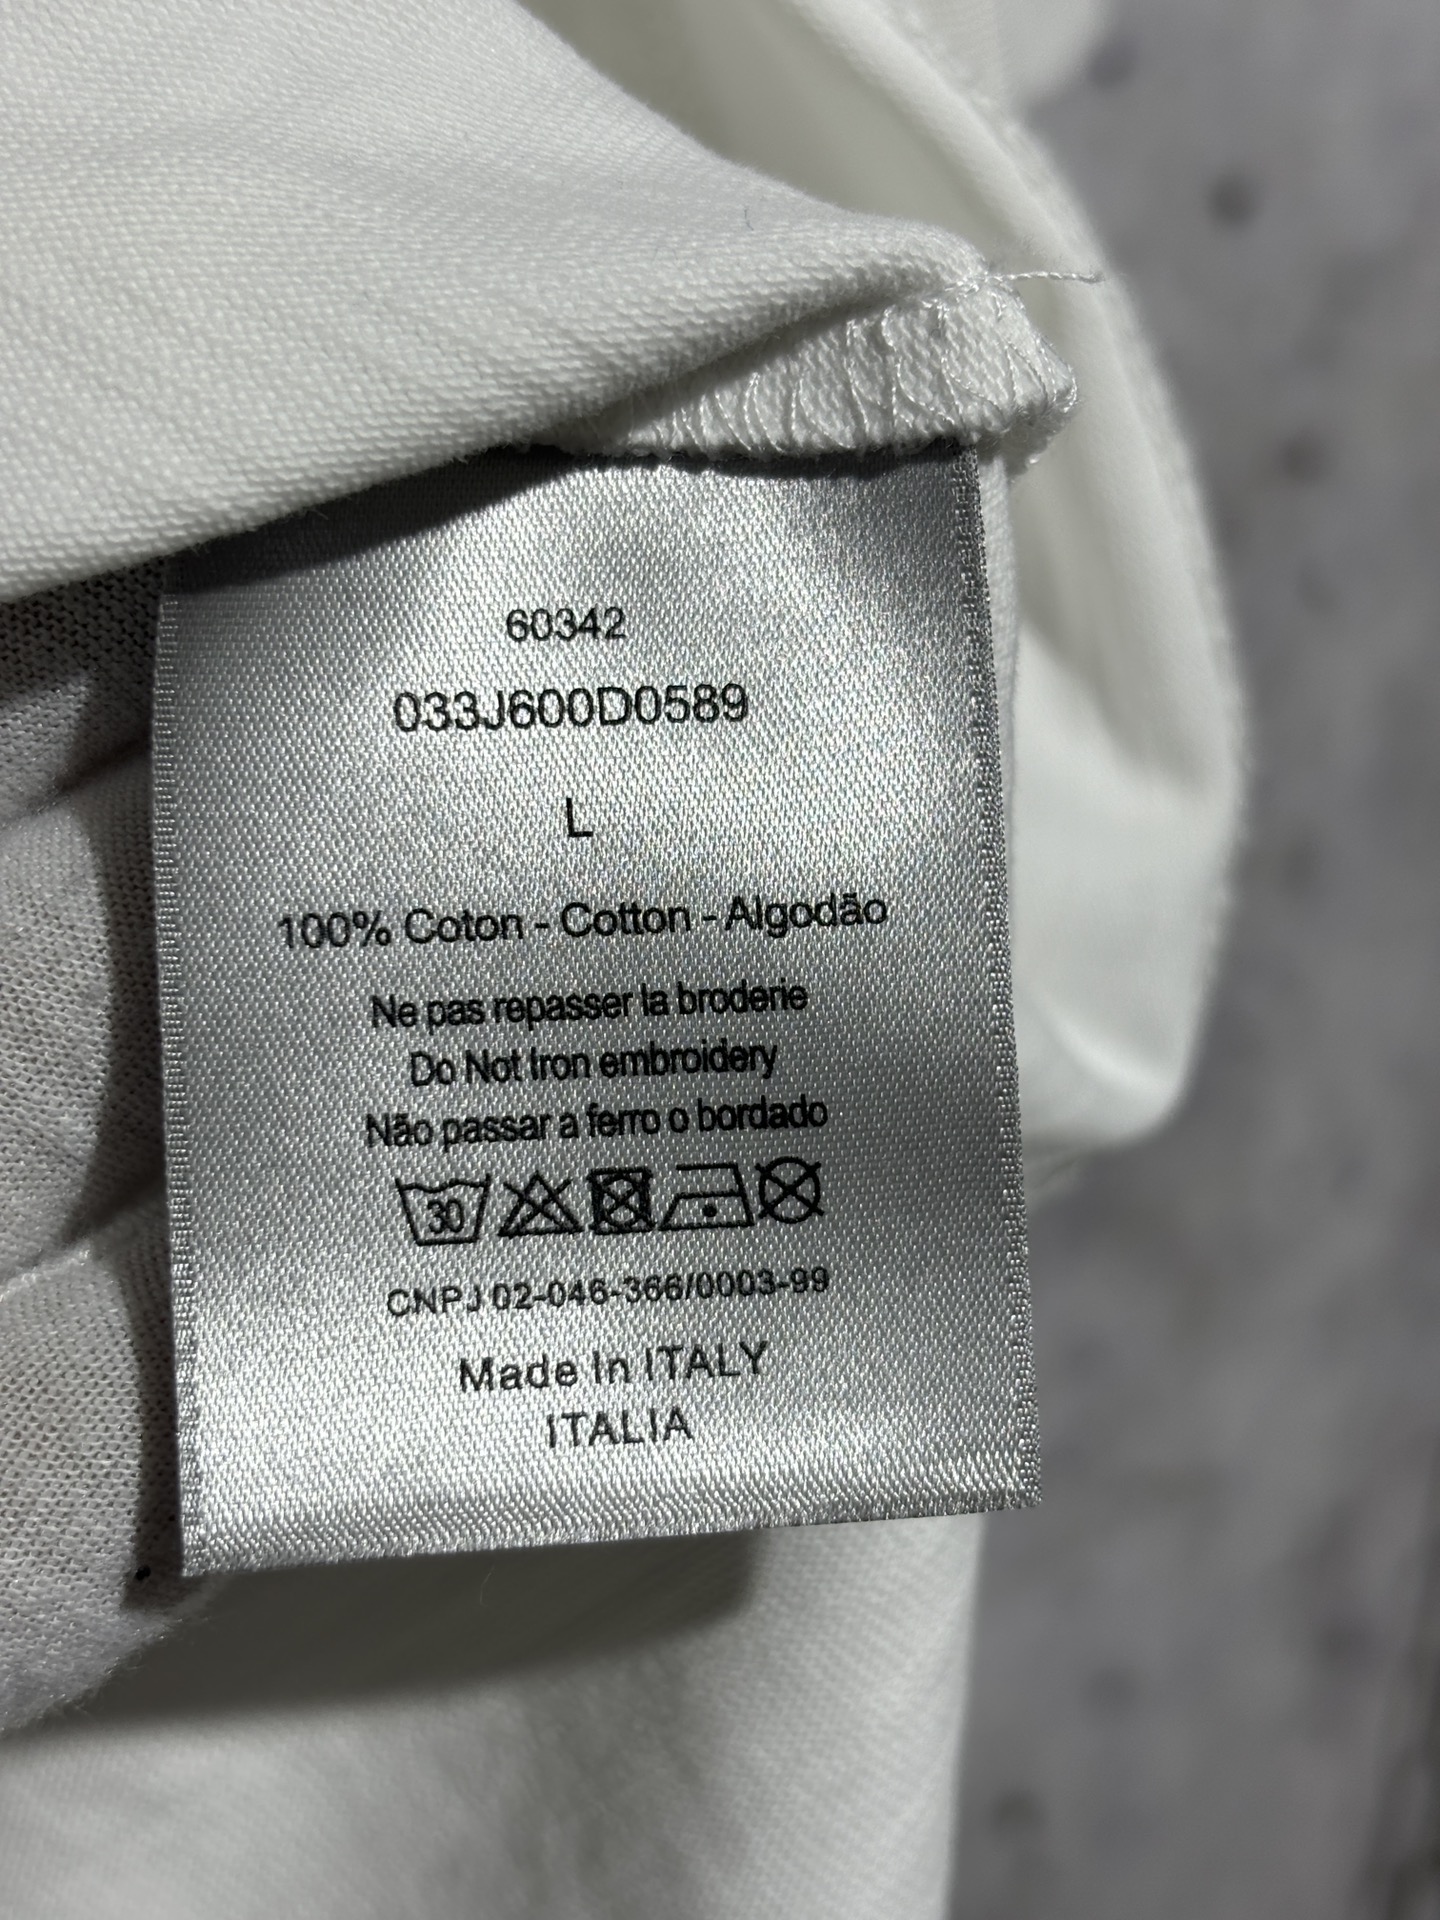 60342
033J600D0589
L
100% Coton - Cotton - Algodão
Ne pas repasser la broderie
Do Not Iron embroidery
Não passar a ferro o bordado
30
CNPJ 02-046-366/0003-99
Made In ITALY
ITALIA